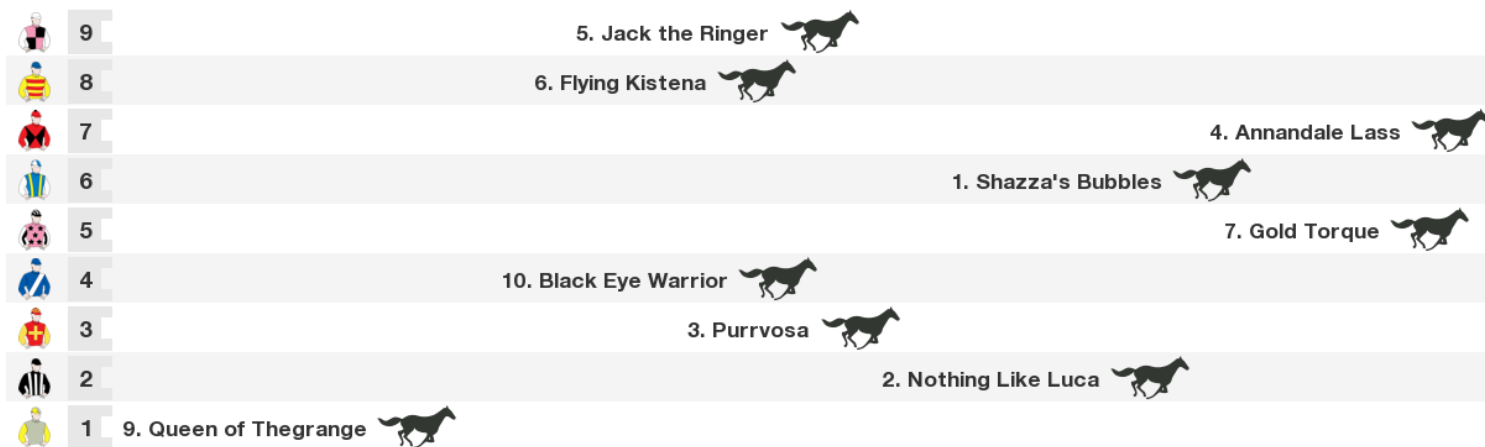 9 5. Jack the Ringer
8 6. Flying Kistena
7 4. Annandale Lass
6 1. Shazza's Bubbles
5 7. Gold Torque
4 10. Black Eye Warrior
3 3. Purrvosa
2 2. Nothing Like Luca
1 9. Queen of Thegrange